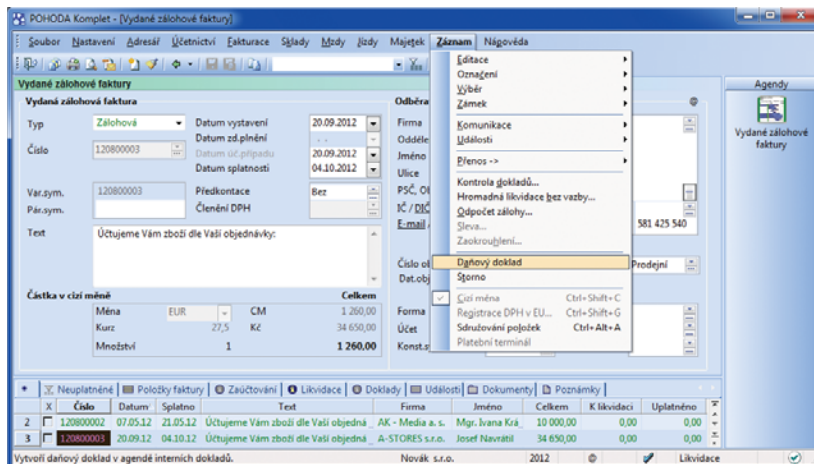 POHODA Komplet - [Vydané zálohové faktury]
Soubor Nastavení Adresář Účetnictví Fakturace Sklady Mzdy Jízdy Majetek Záznam Nápověda
Vydané zálohové faktury
Agendy
Vydané zálohové
faktury
Vydaná zálohová faktura
Typ Zálohová
Číslo 120800003
Var.sym. 120800003
Pár.sym.
Datum vystavení 20.09.2012
Datum zd.plnění
Datum úč.případu 20.09.2012
Datum splatnosti 04.10.2012
Předkontace Bez
Členění DPH
Text Účtujeme Vám zboží dle Vaší objednávky:
Částka v cizí měně Celkem
Měna EUR CM 1 260,00
Kurz 27,5 Kč 34 650,00
Množství 1 1 260,00
Odběra
Firma
Odděle
Jméno
Ulice
PSČ, Ob
IČ / DIČ
E-mail
581 425 540
Číslo ob
Prodejní
Dat.obj
Forma
Účet
Konst.s
Editace
Označení
Výběr
Zámek
Komunikace
Události
Přenos ->
Kontrola dokladů...
Hromadná likvidace bez vazby...
Odpočet zálohy...
Sleva...
Zaokrouhlení...
Daňový doklad
Storno
Cizí měna Ctrl+Shift+C
Registrace DPH v EU... Ctrl+Shift+G
Sdružování položek Ctrl+Alt+A
Platební terminál
* Neuplatněné Položky faktury Zaúčtování Likvidace Doklady Události Dokumenty Poznámky
X Číslo Datum Splatno Text Firma Jméno Celkem K likvidaci Uplatněno
2 120800002 07.05.12 21.05.12 Účtujeme Vám zboží dle Vaší objedná AK - Media a. s. Mgr. Ivana Krá 10 000,00 0,00 0,00
3 120800003 20.09.12 04.10.12 Účtujeme Vám zboží dle Vaší objedná A-STORES s.r.o. Josef Navrátil 34 650,00 0,00 0,00
Vytvoří daňový doklad v agendě interních dokladů. Novák s.r.o. 2012 @ Likvidace